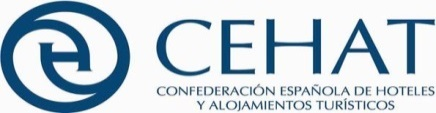 CEHAT
CONFEDERACIÓN ESPAÑOLA DE HOTELES
Y ALOJAMIENTOS TURÍSTICOS